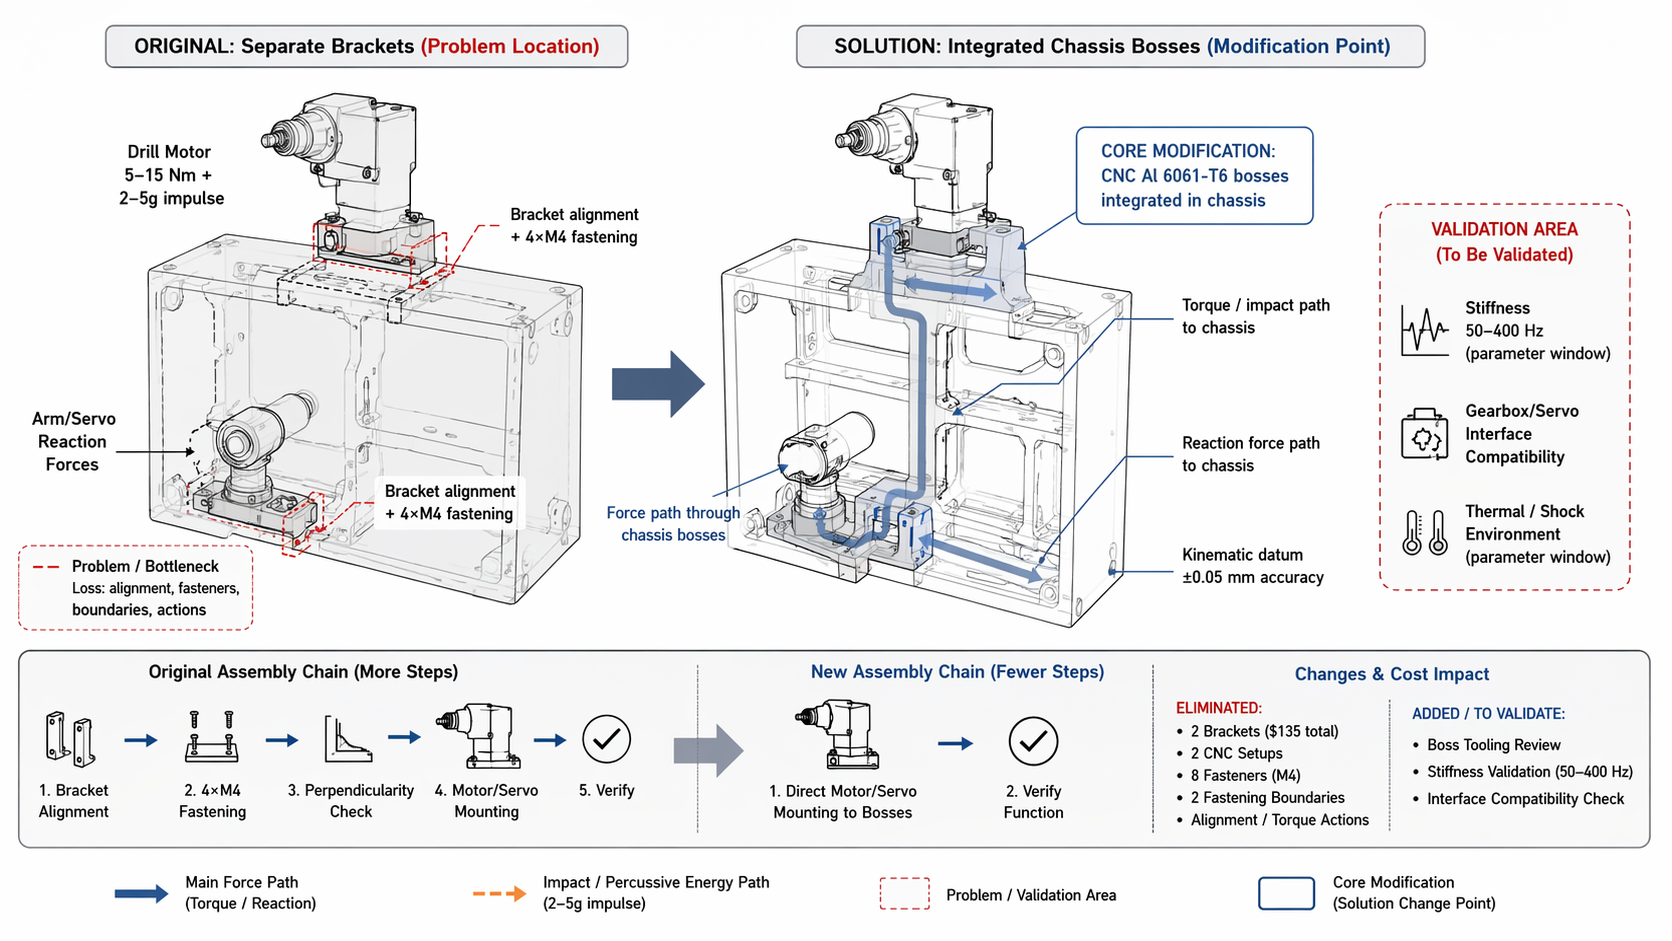 ORIGINAL: Separate Brackets (Problem Location)
SOLUTION: Integrated Chassis Bosses (Modification Point)
Drill Motor
5–15 Nm +
2–5g impulse
Bracket alignment
+ 4×M4 fastening
Arm/Servo
Reaction
Forces
Bracket alignment
+ 4×M4 fastening
Problem / Bottleneck
Loss: alignment, fasteners,
boundaries, actions
CORE MODIFICATION:
CNC Al 6061-T6 bosses
integrated in chassis
Torque / impact path
to chassis
Reaction force path
to chassis
Force path through
chassis bosses
Kinematic datum
±0.05 mm accuracy
VALIDATION AREA
(To Be Validated)
Stiffness
50–400 Hz
(parameter window)
Gearbox/Servo
Interface
Compatibility
Thermal / Shock
Environment
(parameter window)
Original Assembly Chain (More Steps)
1. Bracket
Alignment
2. 4×M4
Fastening
3. Perpendicularity
Check
4. Motor/Servo
Mounting
5. Verify
New Assembly Chain (Fewer Steps)
1. Direct Motor/Servo
Mounting to Bosses
2. Verify
Function
Changes & Cost Impact
ELIMINATED:
• 2 Brackets ($135 total)
• 2 CNC Setups
• 8 Fasteners (M4)
• 2 Fastening Boundaries
• Alignment / Torque Actions
ADDED / TO VALIDATE:
• Boss Tooling Review
• Stiffness Validation (50–400 Hz)
• Interface Compatibility Check
Main Force Path
(Torque / Reaction)
Impact / Percussive Energy Path
(2–5g impulse)
Problem / Validation Area
Core Modification
(Solution Change Point)